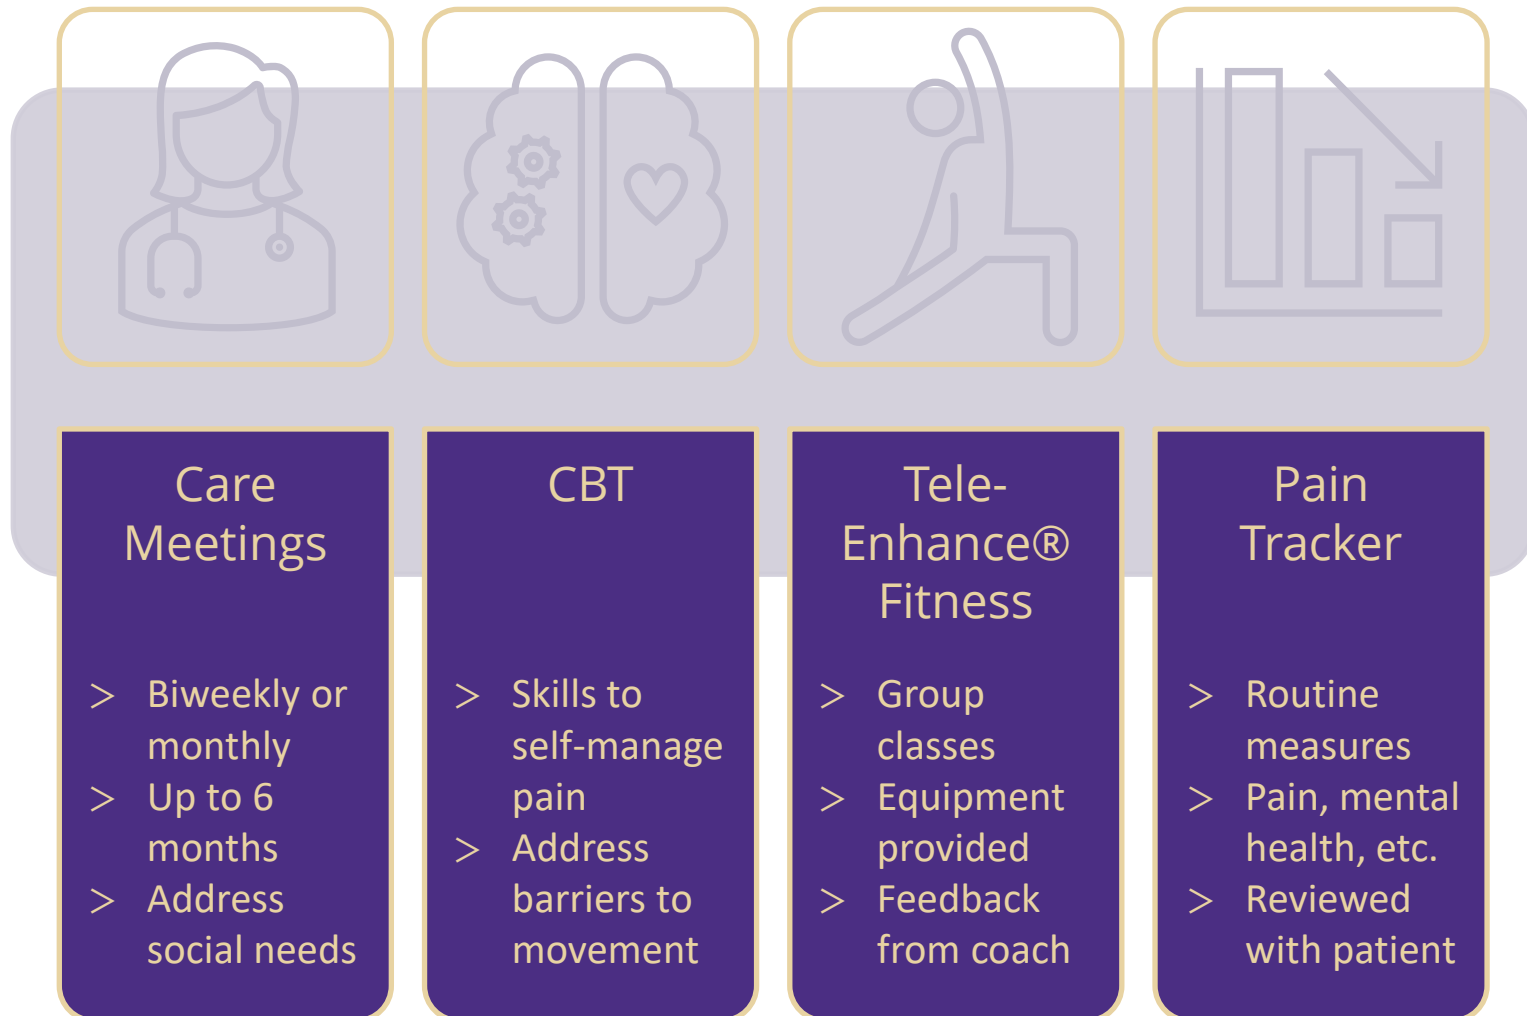 Care
Meetings
> Biweekly or
monthly
> Up to 6
months
> Address
social needs
CBT
> Skills to
self-manage
pain
> Address
barriers to
movement
Tele-
Enhance®
Fitness
> Group
classes
> Equipment
provided
> Feedback
from coach
Pain
Tracker
> Routine
measures
> Pain, mental
health, etc.
> Reviewed
with patient